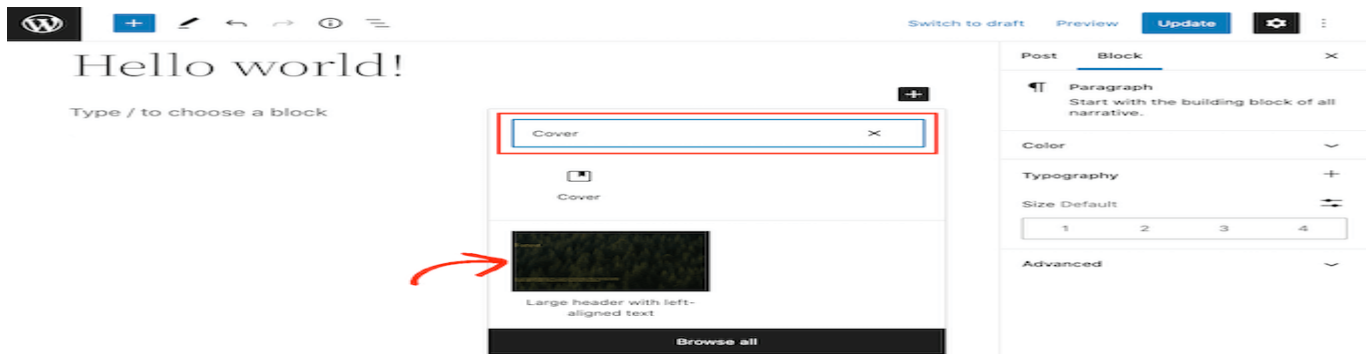 Switch to draft Preview Update
Hello world!
Type / to choose a block
Cover
Cover
Large header with left-
aligned text
Browse all
Post Block
Paragraph
Start with the building block of all
narrative.
Color
Typography
Size Default
1 2 3 4
Advanced